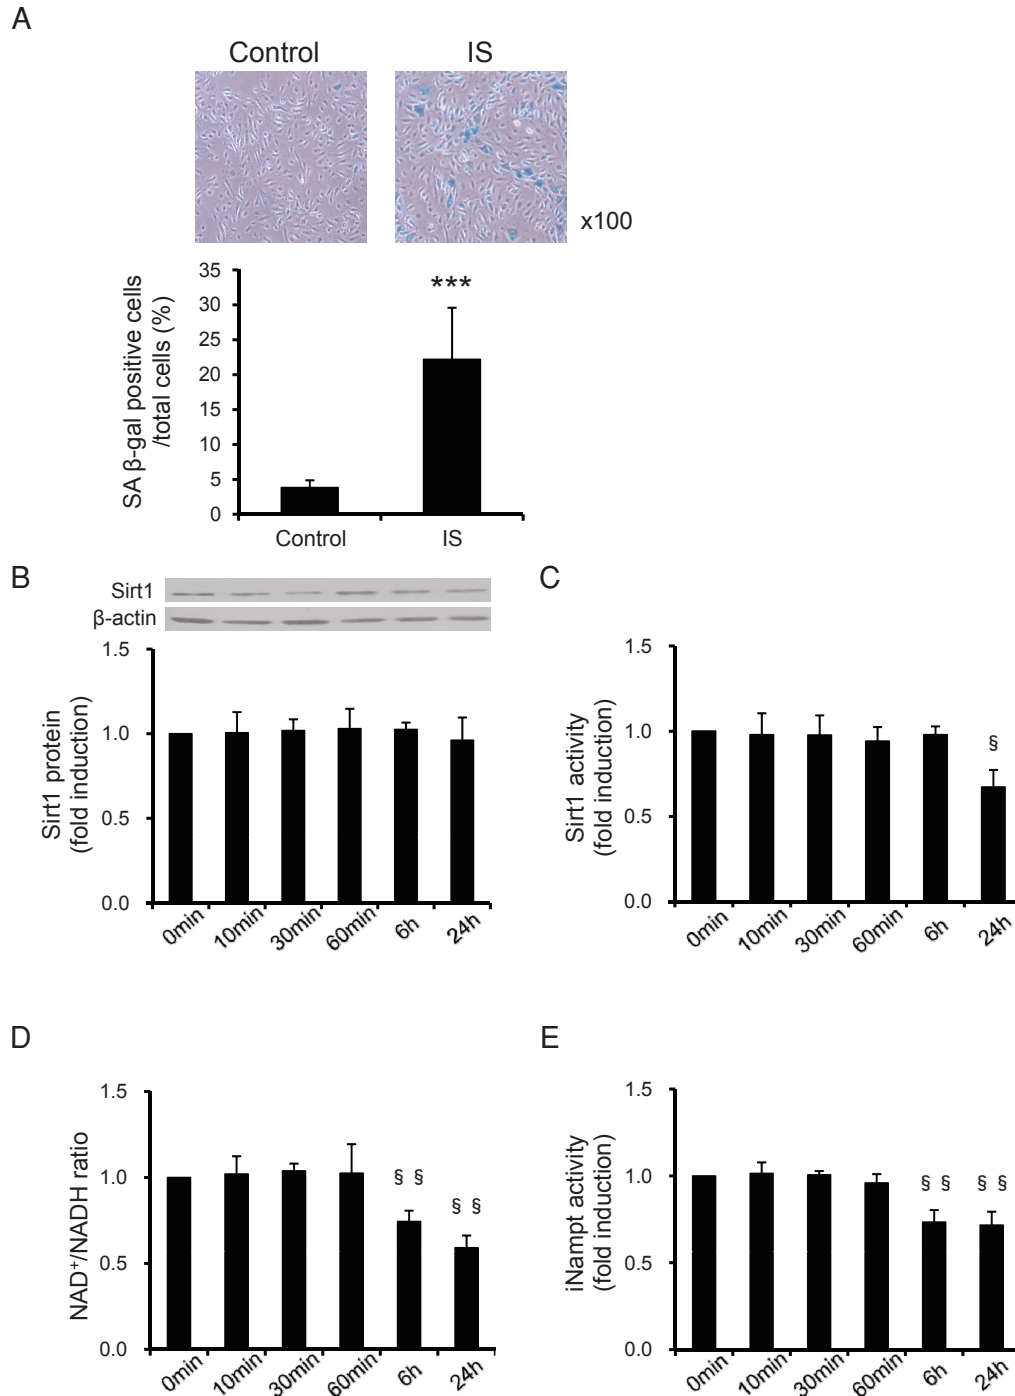 A
Control
IS
x100
SA β-gal positive cells
/total cells (%)
35
30
25
20
15
10
5
0
***
Control
IS
B
Sirt1
β-actin
Sirt1 protein
(fold induction)
1.5
1.0
0.5
0.0
0min
10min
30min
60min
6h
24h
C
Sirt1 activity
(fold induction)
1.5
1.0
0.5
0.0
§
0min
10min
30min
60min
6h
24h
D
NAD⁺/NADH ratio
1.5
1.0
0.5
0.0
§ §
§ §
0min
10min
30min
60min
6h
24h
E
iNampt activity
(fold induction)
1.5
1.0
0.5
0.0
§ §
§ §
0min
10min
30min
60min
6h
24h